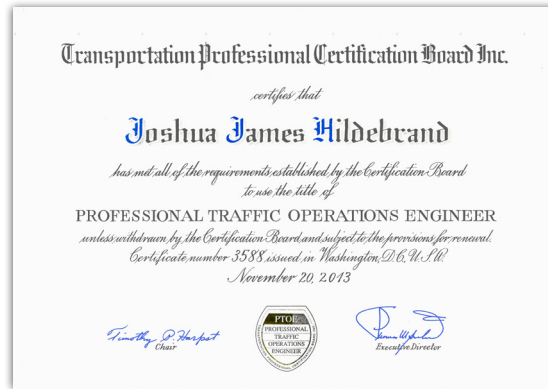 Transportation Professional Certification Board Inc.
certifies that
Joshua James Hildebrand
has met all of the requirements established by the Certification Board
to use the title of
PROFESSIONAL TRAFFIC OPERATIONS ENGINEER
unless withdrawn by the Certification Board and subject to the provisions for renewal.
Certificate number 3588 issued in Washington, D.C., U.S.A.
November 20, 2013
Timothy P. Harpst
Chair
PTOE
PROFESSIONAL
TRAFFIC
OPERATIONS
ENGINEER
Executive Director